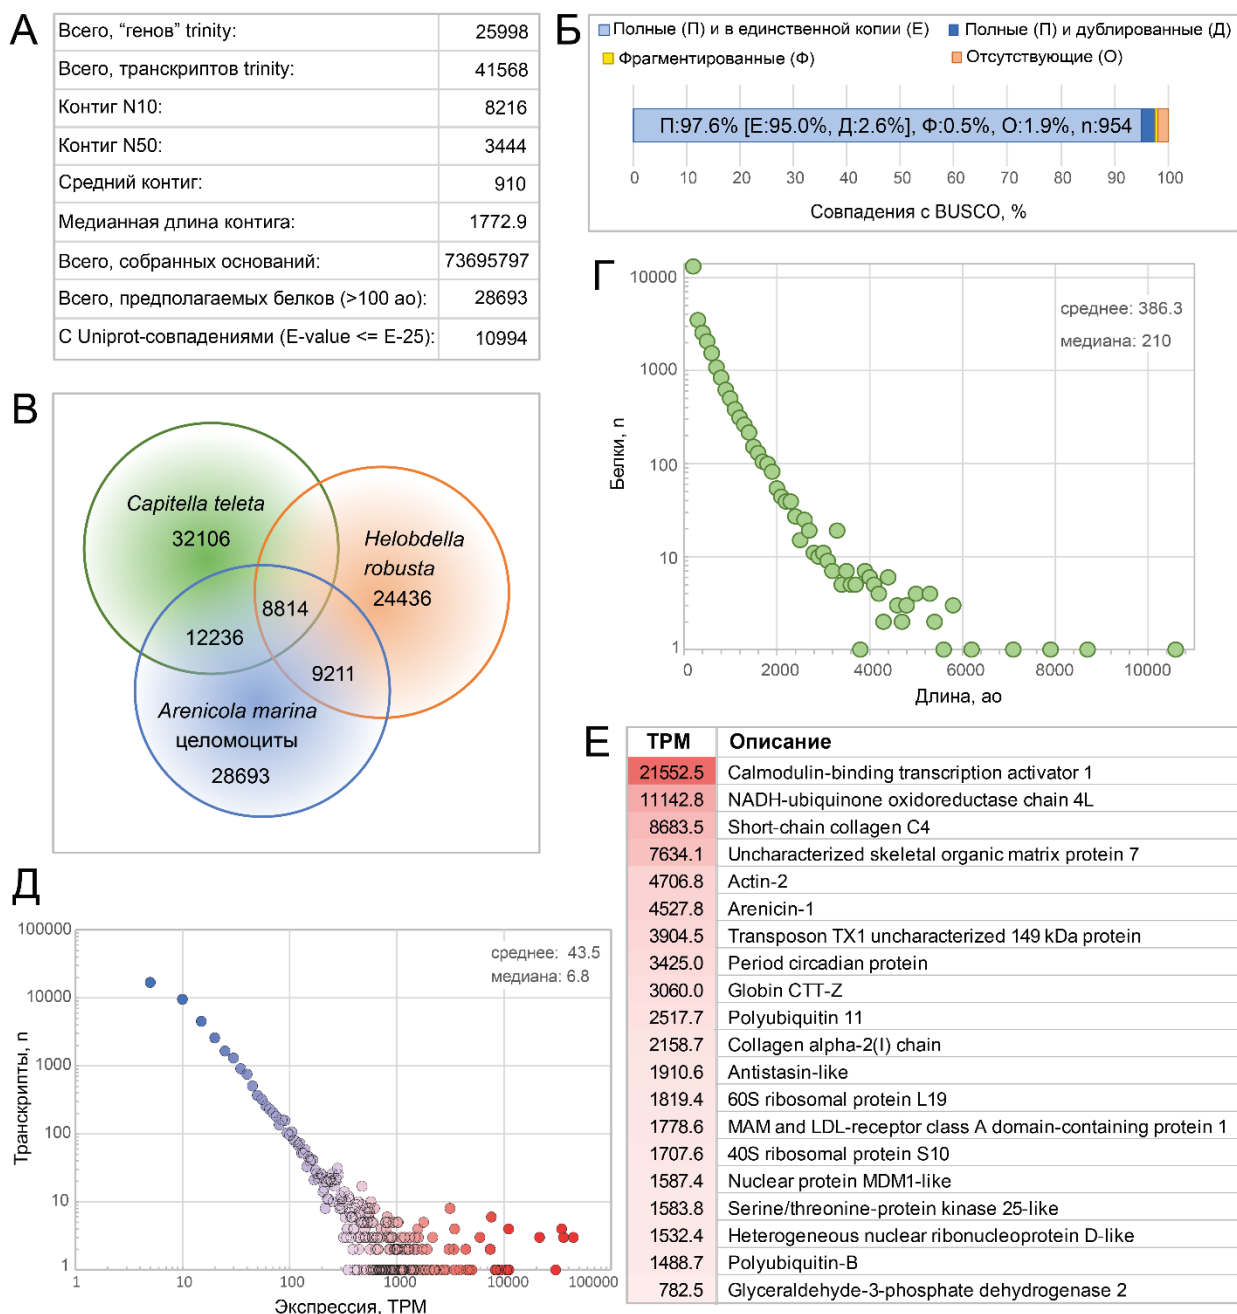 А
Всего, “генов” trinity: 25998
Всего, транскриптов trinity: 41568
Контиг N10: 8216
Контиг N50: 3444
Средний контиг: 910
Медианная длина контига: 1772.9
Всего, собранных оснований: 73695797
Всего, предполагаемых белков (>100 ао): 28693
С Uniprot-совпадениями (E-value <= E-25): 10994
Б
Полные (П) и в единственной копии (Е)
Полные (П) и дублированные (Д)
Фрагментированные (Ф)
Отсутствующие (О)
П:97.6% [Е:95.0%, Д:2.6%], Ф:0.5%, О:1.9%, n:954
0 10 20 30 40 50 60 70 80 90 100
Совпадения с BUSCO, %
В
Capitella teleta
32106
Helobdella
robusta
24436
8814
12236
9211
Arenicola marina
целомоциты
28693
Г
10000
1000
100
10
1
Белки, n
среднее: 386.3
медиана: 210
0 2000 4000 6000 8000 10000
Длина, ао
Д
100000
10000
1000
100
10
1
Транскрипты, n
среднее: 43.5
медиана: 6.8
1 10 100 1000 10000 100000
Экспрессия, TPM
Е
TPM Описание
21552.5 Calmodulin-binding transcription activator 1
11142.8 NADH-ubiquinone oxidoreductase chain 4L
8683.5 Short-chain collagen C4
7634.1 Uncharacterized skeletal organic matrix protein 7
4706.8 Actin-2
4527.8 Arenicin-1
3904.5 Transposon TX1 uncharacterized 149 kDa protein
3425.0 Period circadian protein
3060.0 Globin CTT-Z
2517.7 Polyubiquitin 11
2158.7 Collagen alpha-2(I) chain
1910.6 Antistasin-like
1819.4 60S ribosomal protein L19
1778.6 MAM and LDL-receptor class A domain-containing protein 1
1707.6 40S ribosomal protein S10
1587.4 Nuclear protein MDM1-like
1583.8 Serine/threonine-protein kinase 25-like
1532.4 Heterogeneous nuclear ribonucleoprotein D-like
1488.7 Polyubiquitin-B
782.5 Glyceraldehyde-3-phosphate dehydrogenase 2